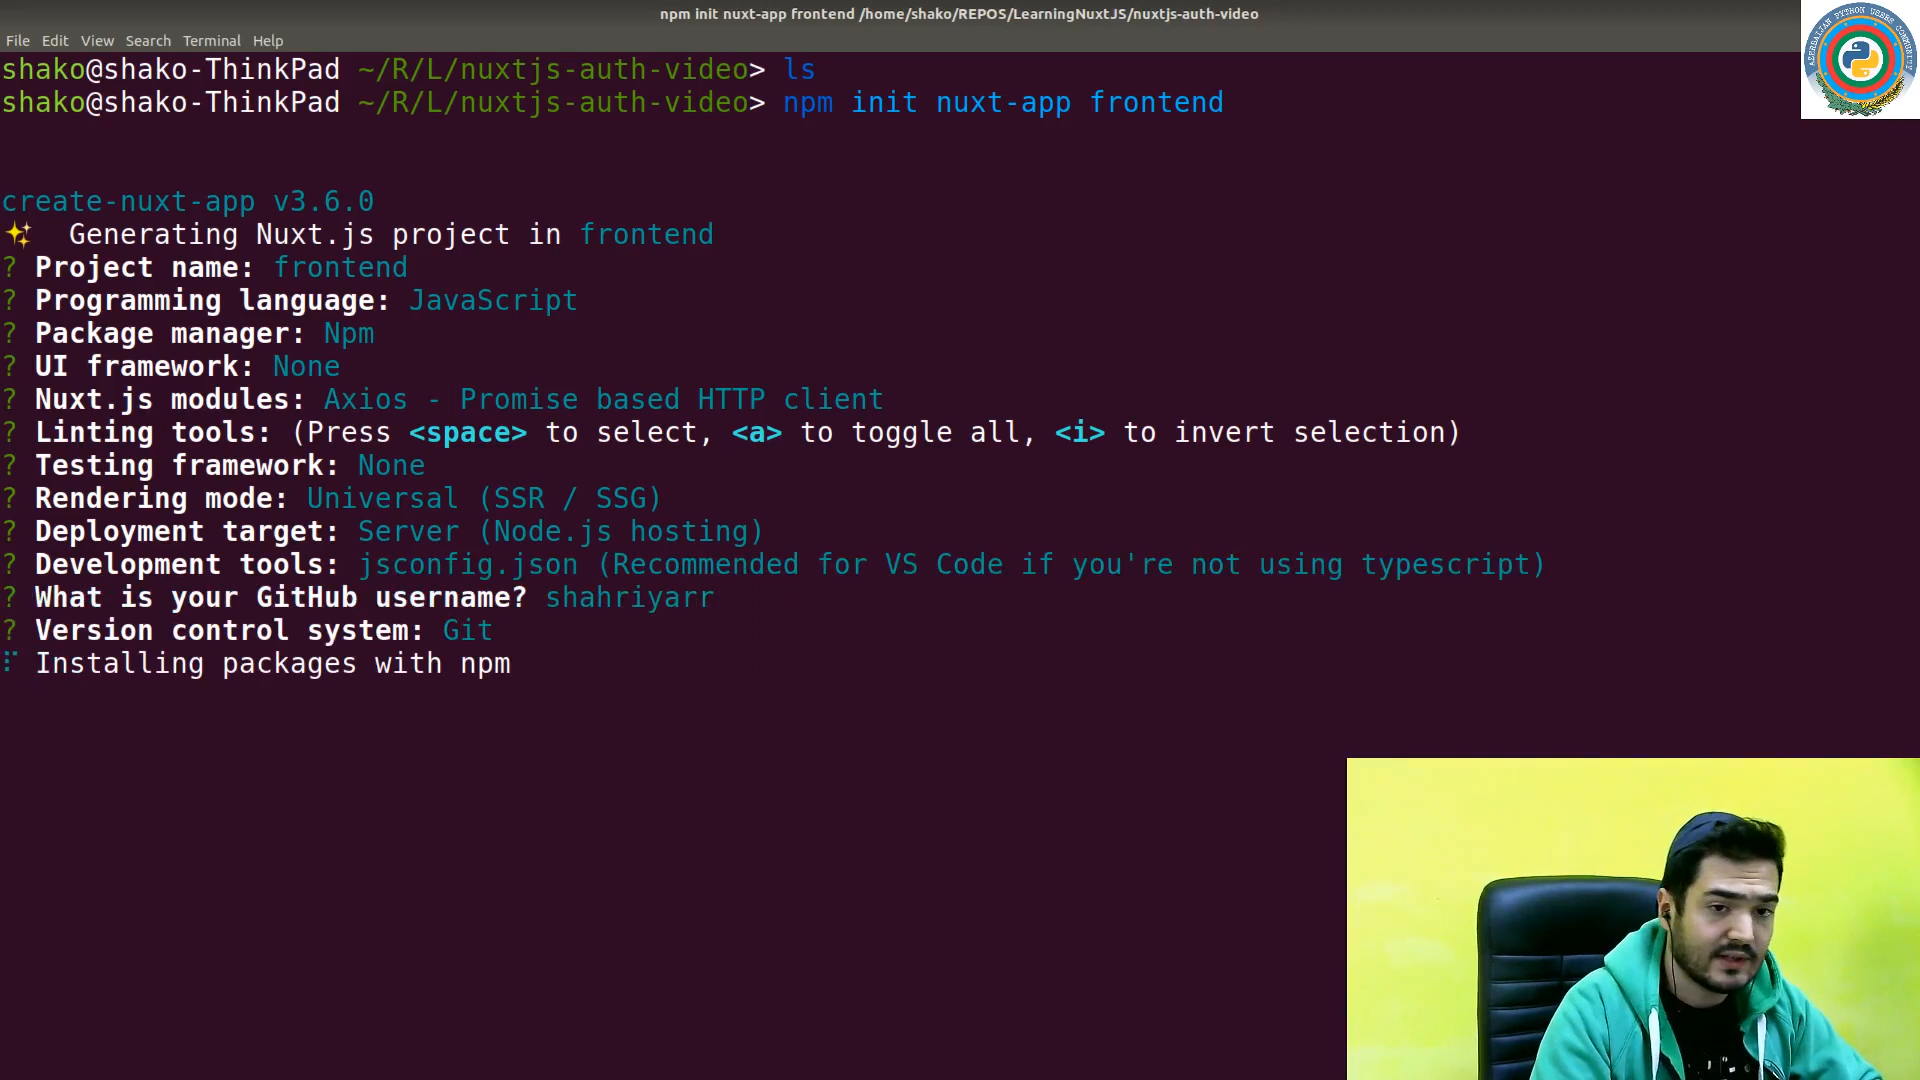 npm init nuxt-app frontend /home/shako/REPOS/LearningNuxtJS/nuxtjs-auth-video
File Edit View Search Terminal Help
shako@shako-ThinkPad ~/R/L/nuxtjs-auth-video> ls
shako@shako-ThinkPad ~/R/L/nuxtjs-auth-video> npm init nuxt-app frontend
create-nuxt-app v3.6.0
✨ Generating Nuxt.js project in frontend
? Project name: frontend
? Programming language: JavaScript
? Package manager: Npm
? UI framework: None
? Nuxt.js modules: Axios - Promise based HTTP client
? Linting tools: (Press <space> to select, <a> to toggle all, <i> to invert selection)
? Testing framework: None
? Rendering mode: Universal (SSR / SSG)
? Deployment target: Server (Node.js hosting)
? Development tools: jsconfig.json (Recommended for VS Code if you're not using typescript)
? What is your GitHub username? shahriyarr
? Version control system: Git
⠏ Installing packages with npm
AZERBAIJAN PYTHON USERS COMMUNITY